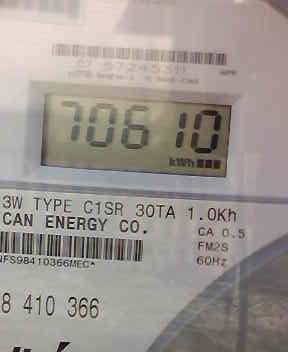 70610
kWh
3W TYPE C1SR 30TA 1.0Kh
CAN ENERGY CO.
CA 0.5
FM2S
60Hz
NFS98410366MEC*
8 410 366